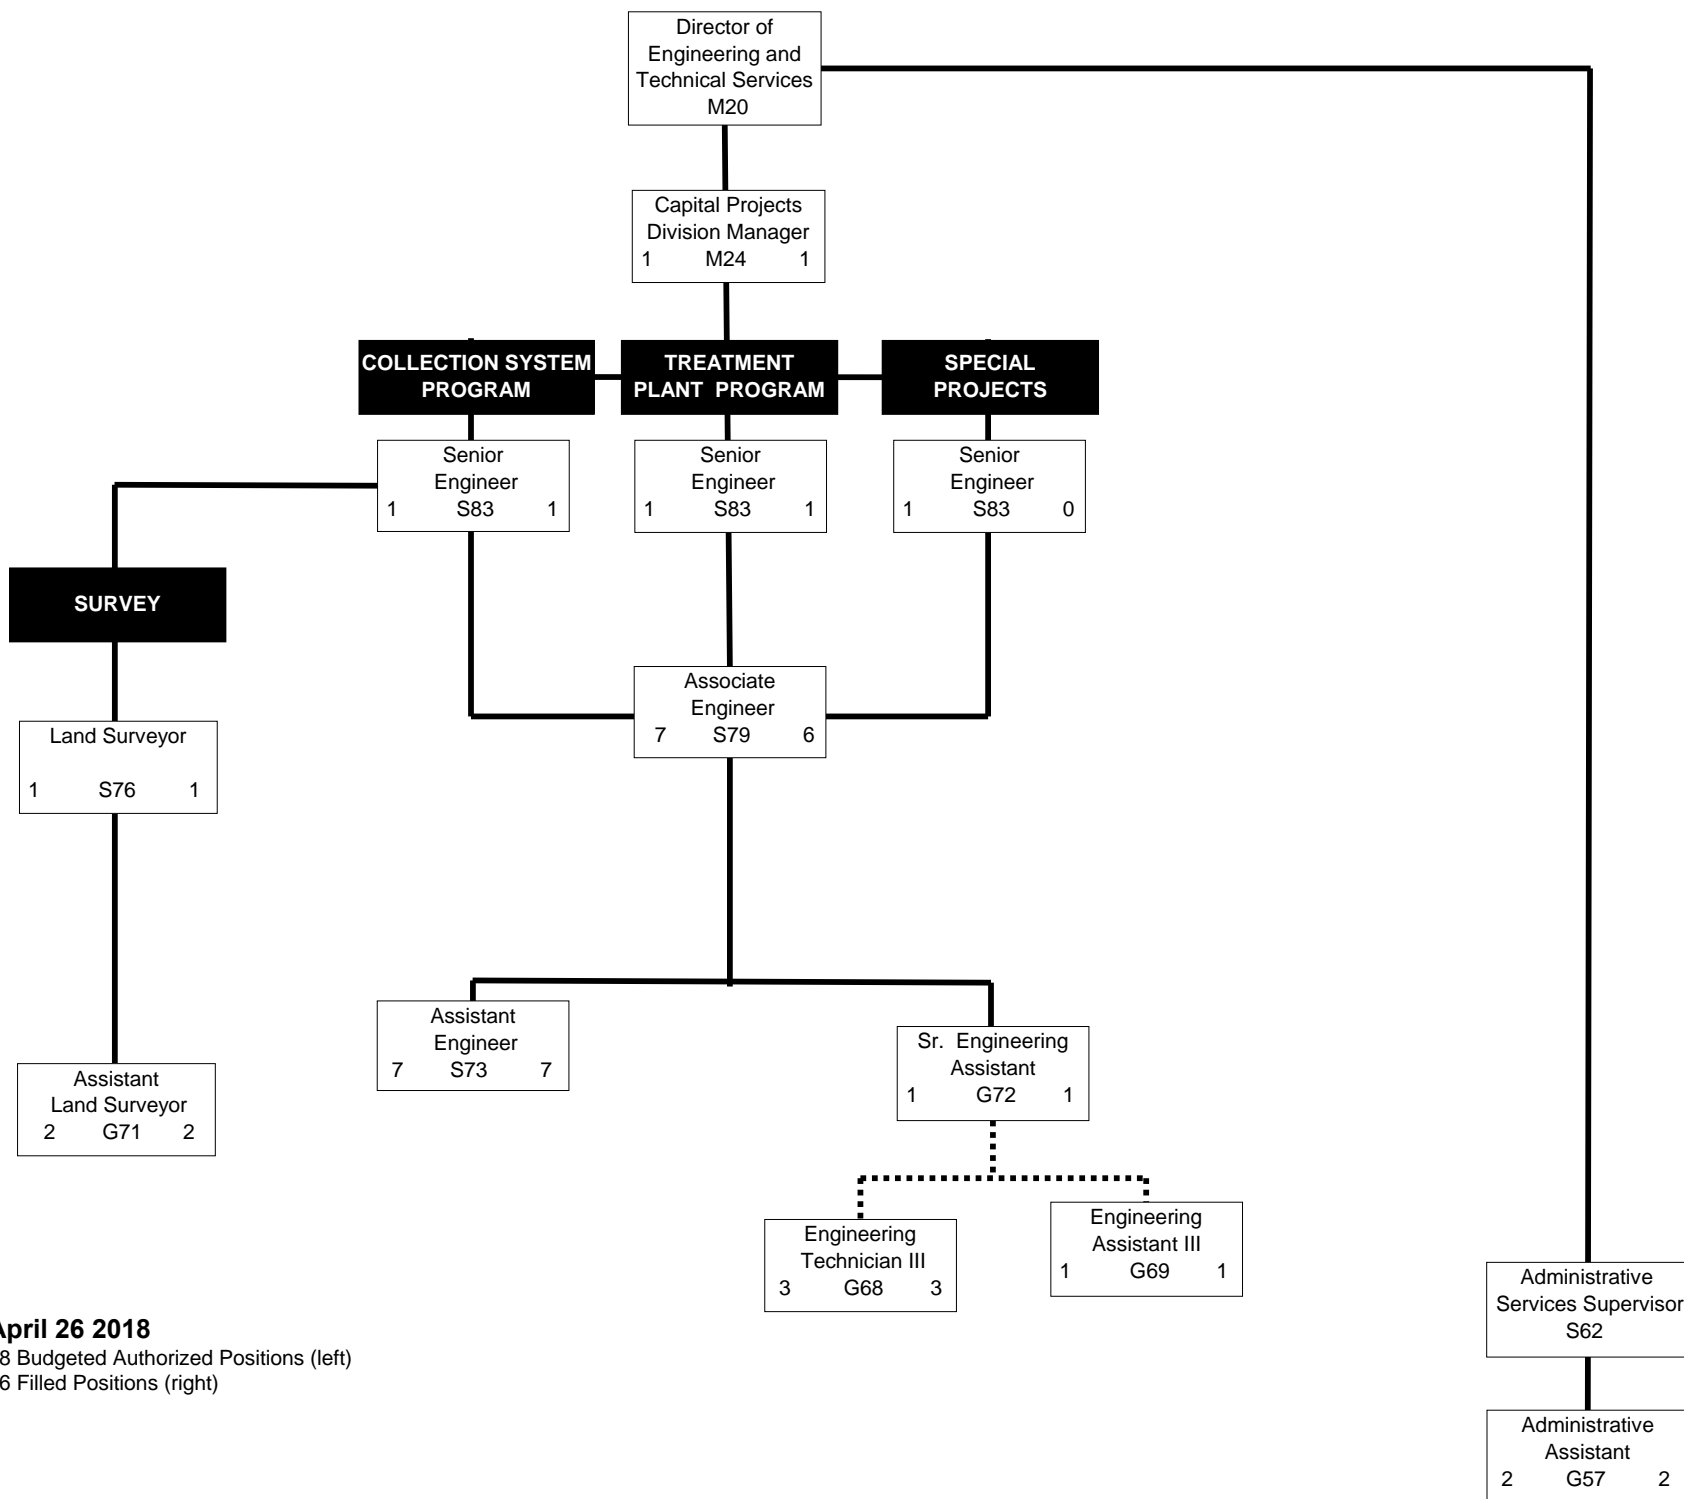 Director of
Engineering and
Technical Services
M20
Capital Projects
Division Manager
1 M24 1
COLLECTION SYSTEM
PROGRAM
TREATMENT
PLANT PROGRAM
SPECIAL
PROJECTS
Senior
Engineer
1 S83 1
Senior
Engineer
1 S83 1
Senior
Engineer
1 S83 0
SURVEY
Associate
Engineer
7 S79 6
Land Surveyor
1 S76 1
Assistant
Engineer
7 S73 7
Sr. Engineering
Assistant
1 G72 1
Assistant
Land Surveyor
2 G71 2
Engineering
Technician III
3 G68 3
Engineering
Assistant III
1 G69 1
Administrative
Services Supervisor
S62
April 26 2018
8 Budgeted Authorized Positions (left)
6 Filled Positions (right)
Administrative
Assistant
2 G57 2